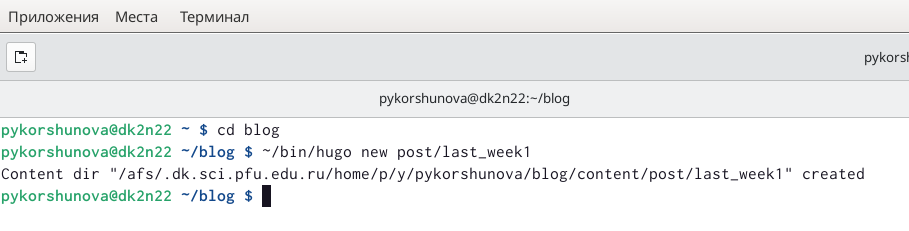 Приложения Места Терминал
pykorsh
pykorshunova@dk2n22:~/blog
pykorshunova@dk2n22 ~ $ cd blog
pykorshunova@dk2n22 ~/blog $ ~/bin/hugo new post/last_week1
Content dir "/afs/.dk.sci.pfu.edu.ru/home/p/y/pykorshunova/blog/content/post/last_week1" created
pykorshunova@dk2n22 ~/blog $